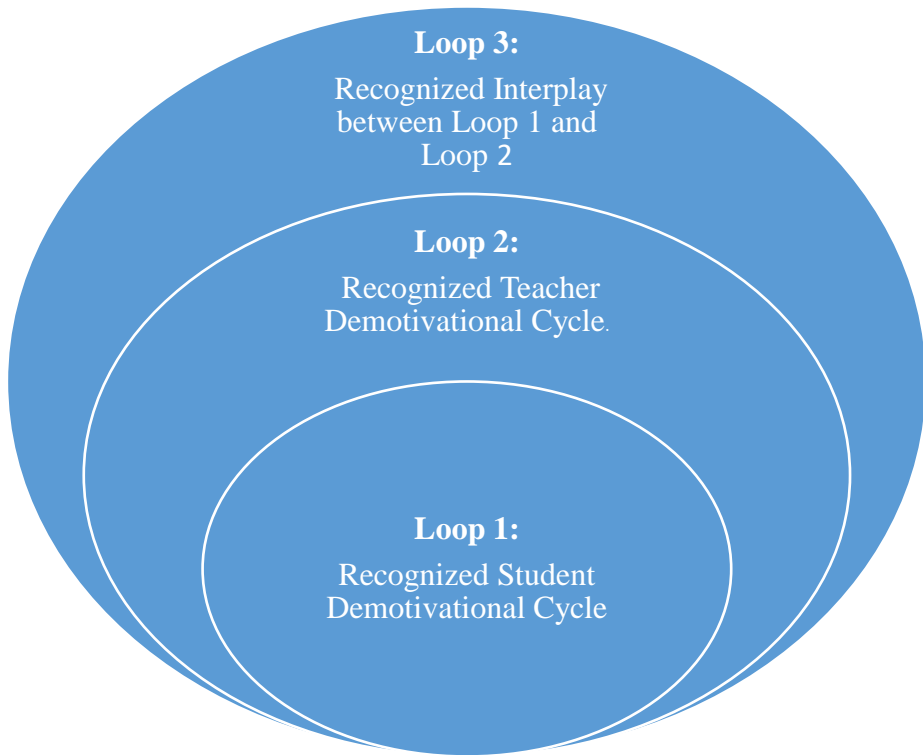 Loop 3:
Recognized Interplay
between Loop 1 and
Loop 2
Loop 2:
Recognized Teacher
Demotivational Cycle.
Loop 1:
Recognized Student
Demotivational Cycle